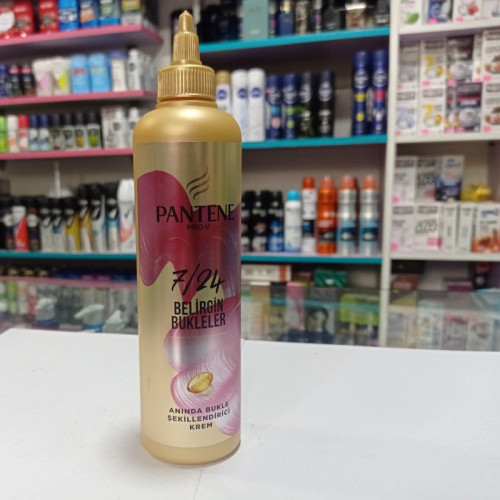 PANTENE
PRO-V
7/24
BELİRGİN
BUKLELER
ANINDA BUKLE
ŞEKİLLENDİRİCİ
KREM